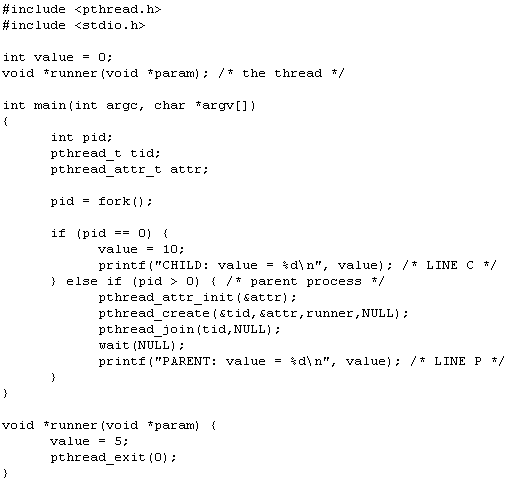 #include <pthread.h>
#include <stdio.h>

int value = 0;
void *runner(void *param); /* the thread */

int main(int argc, char *argv[])
{
      int pid;
      pthread_t tid;
      pthread_attr_t attr;

      pid = fork();

      if (pid == 0) {
            value = 10;
            printf("CHILD: value = %d\n", value); /* LINE C */
      } else if (pid > 0) { /* parent process */
            pthread_attr_init(&attr);
            pthread_create(&tid,&attr,runner,NULL);
            pthread_join(tid,NULL);
            wait(NULL);
            printf("PARENT: value = %d\n", value); /* LINE P */
      }
}

void *runner(void *param) {
      value = 5;
      pthread_exit(0);
}